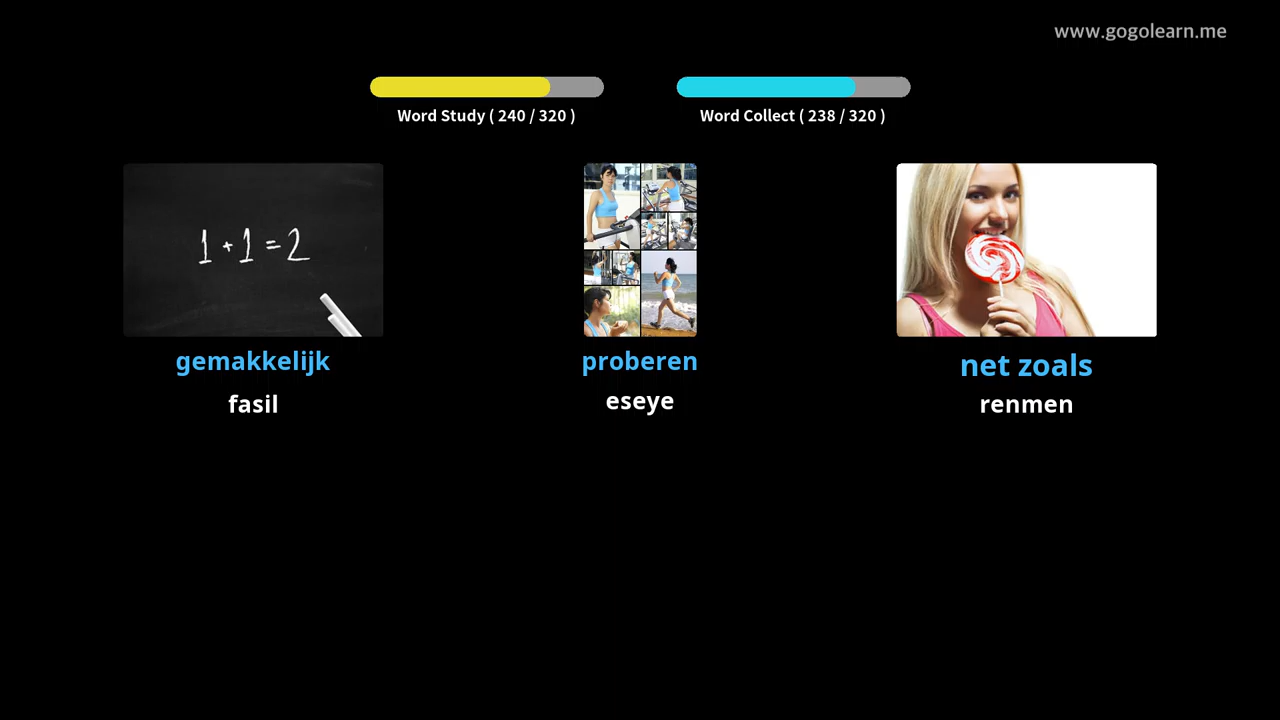 www.gogolearn.me
Word Study ( 240 / 320 )
Word Collect ( 238 / 320 )
1 + 1 = 2
gemakkelijk
proberen
net zoals
fasil
eseye
renmen